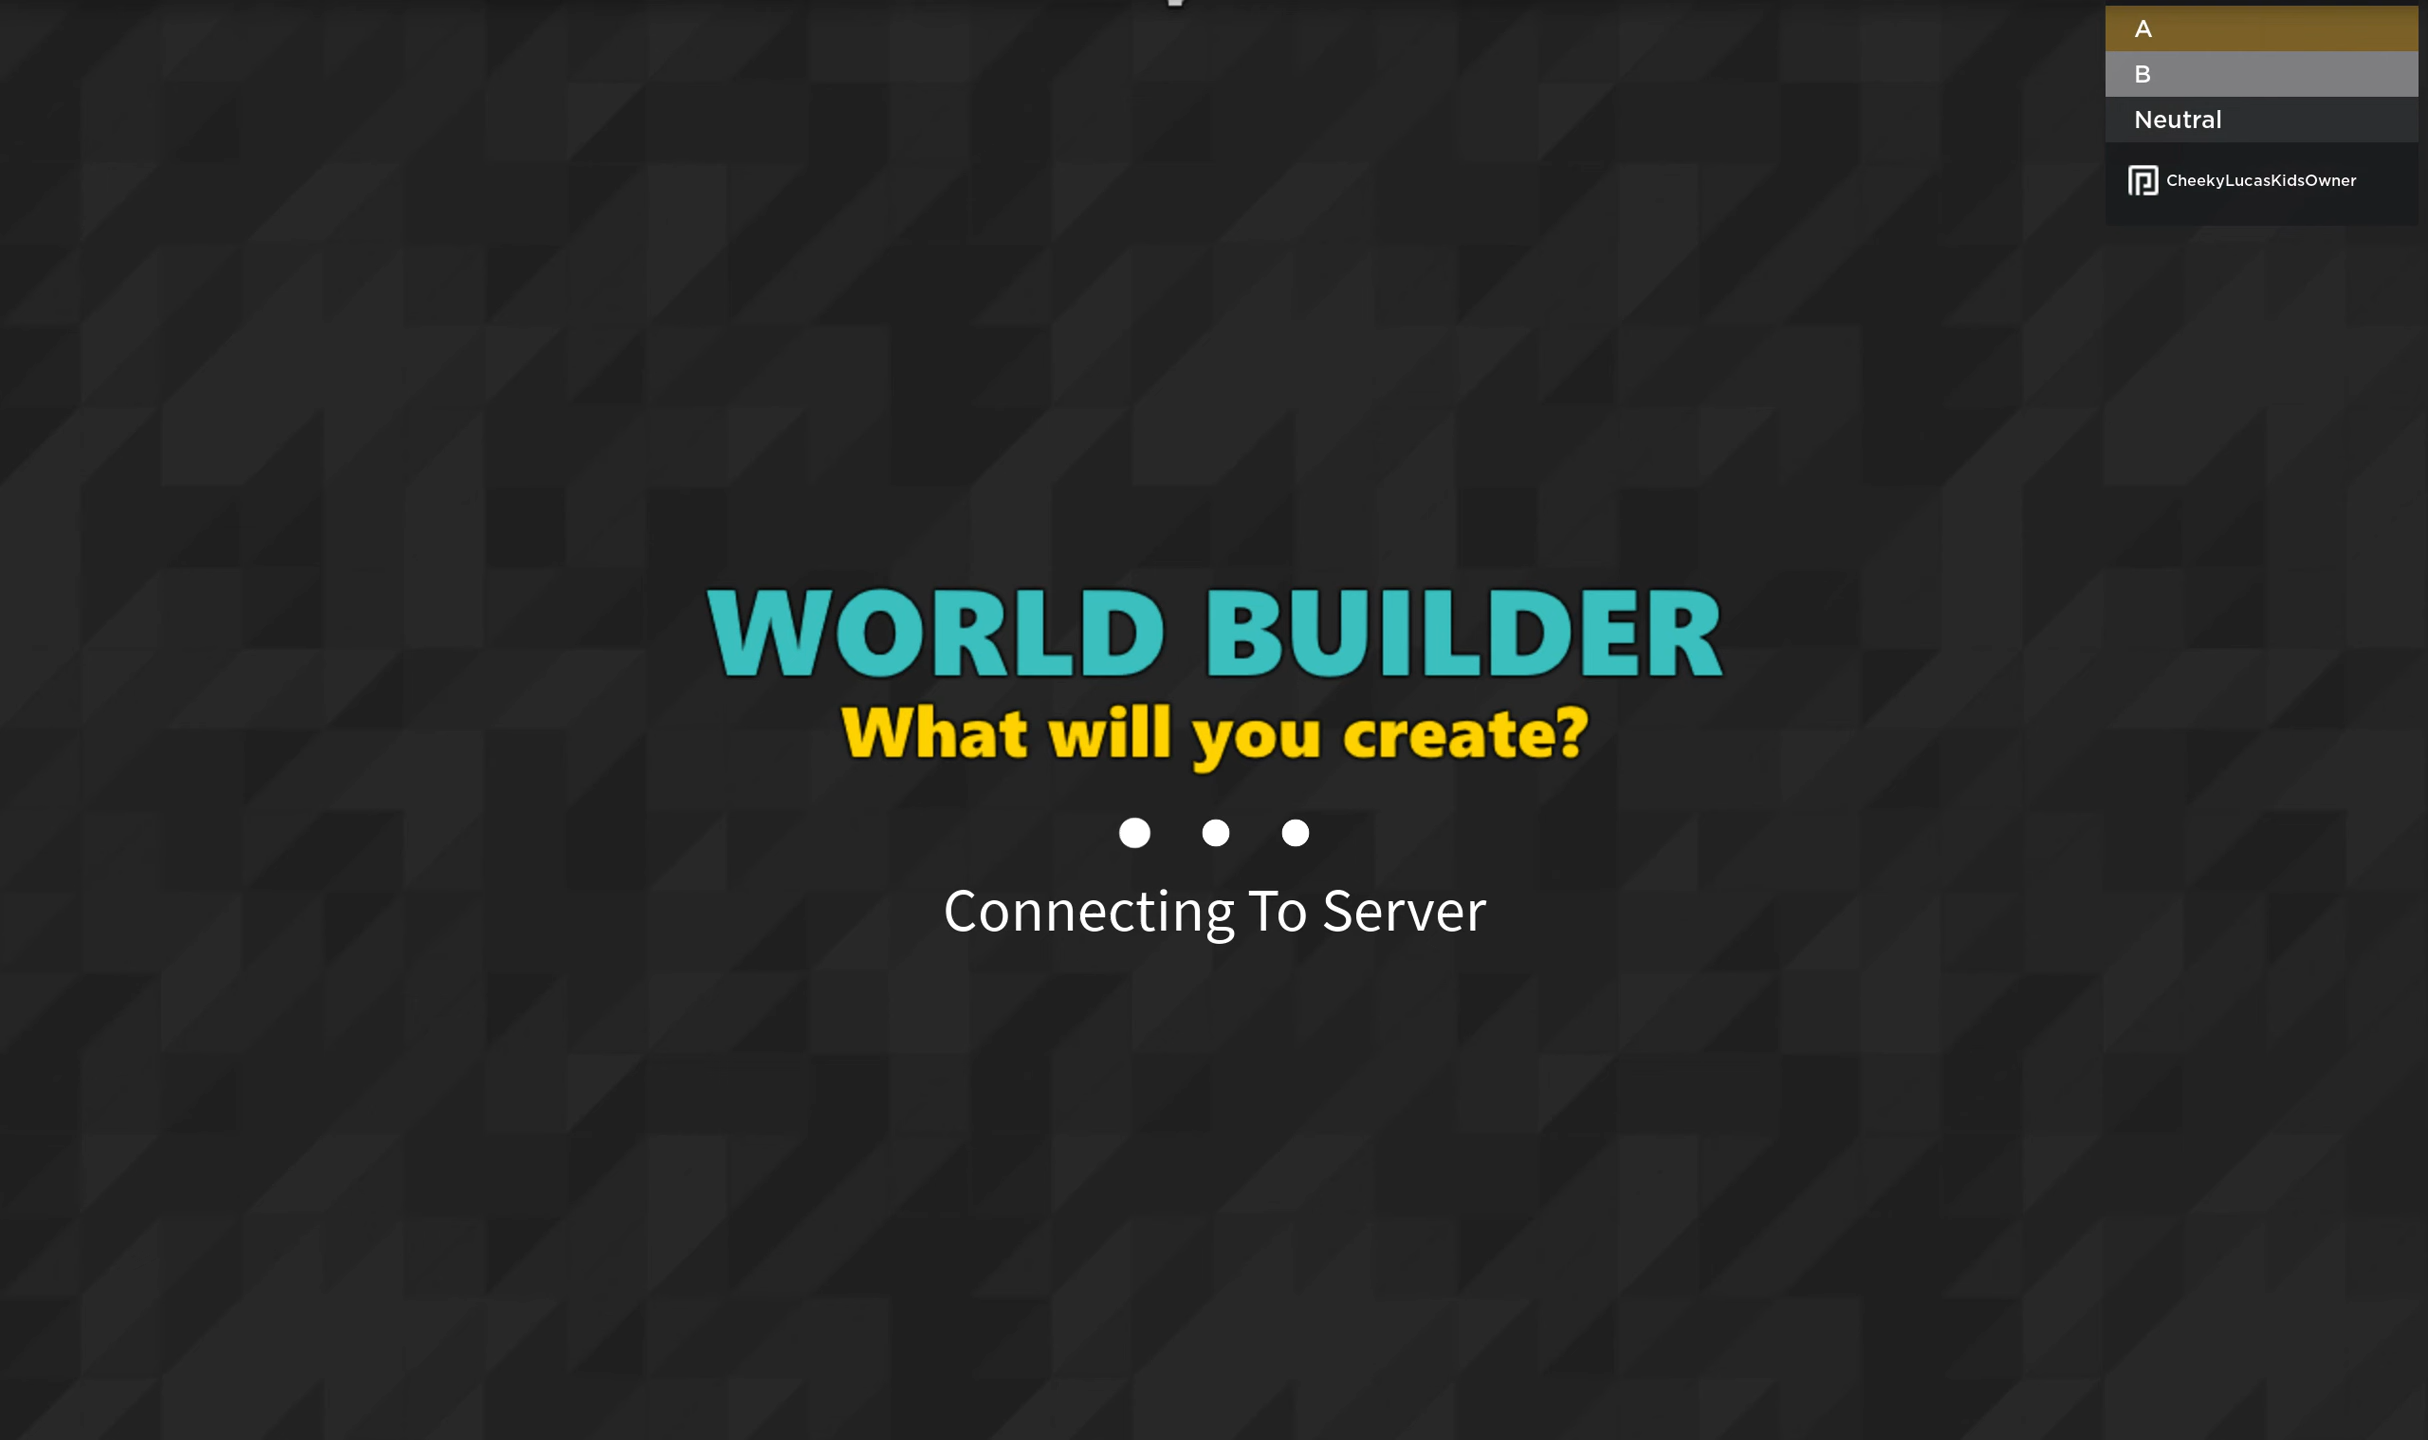 A
B
Neutral
CheekyLucasKidsOwner
WORLD BUILDER
What will you create?
Connecting To Server